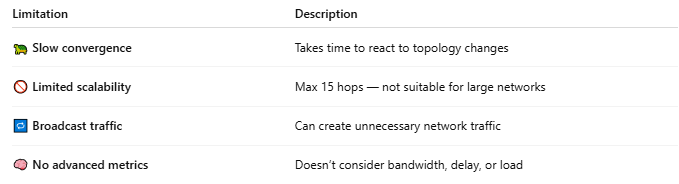 Limitation Description
🐢 Slow convergence Takes time to react to topology changes
🚫 Limited scalability Max 15 hops — not suitable for large networks
🔁 Broadcast traffic Can create unnecessary network traffic
🧠 No advanced metrics Doesn't consider bandwidth, delay, or load